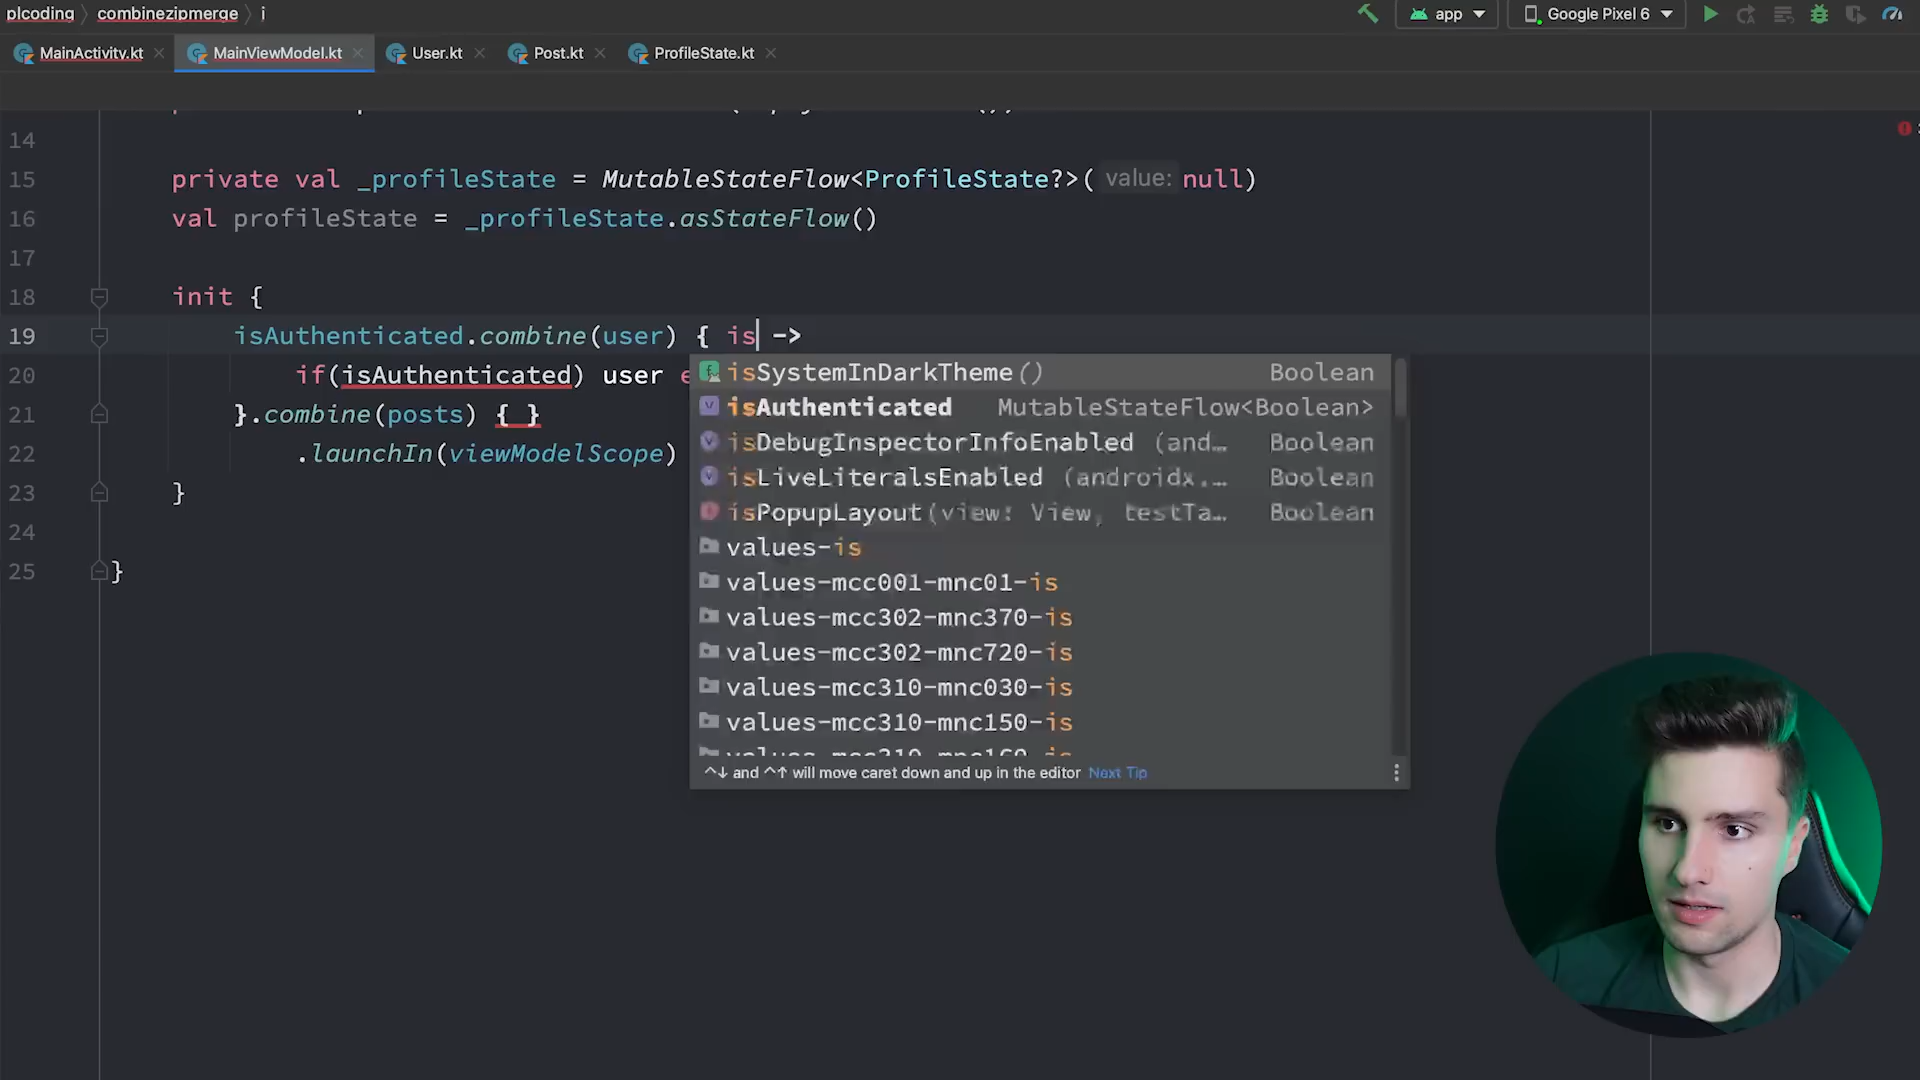 plcoding combinezipmerge i
app Google Pixel 6
MainActivity.kt MainViewModel.kt User.kt Post.kt ProfileState.kt
14
15 private val _profileState = MutableStateFlow<ProfileState?>( value: null)
16 val profileState = _profileState.asStateFlow()
17
18 init {
19 isAuthenticated.combine(user) { is ->
20 if(isAuthenticated) user e
21 }.combine(posts) { }
22 .launchIn(viewModelScope)
23 }
24
25 }
isSystemInDarkTheme() Boolean
isAuthenticated MutableStateFlow<Boolean>
isDebugInspectorInfoEnabled (and… Boolean
isLiveLiteralsEnabled (androidx.… Boolean
isPopupLayout(view: View, testTa… Boolean
values-is
values-mcc001-mnc01-is
values-mcc302-mnc370-is
values-mcc302-mnc720-is
values-mcc310-mnc030-is
values-mcc310-mnc150-is
values-mcc310-mnc160-is
^↓ and ^↑ will move caret down and up in the editor Next Tip